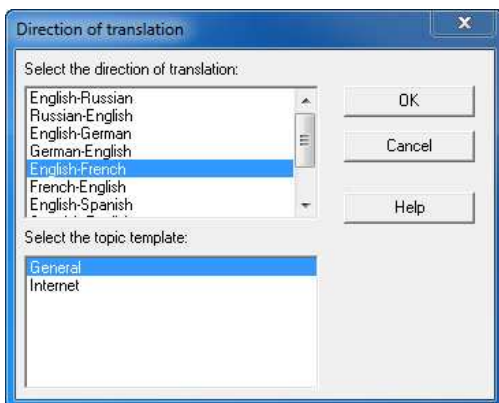 Direction of translation
Select the direction of translation:
English-Russian
Russian-English
English-German
German-English
English-French
French-English
English-Spanish
OK
Cancel
Help
Select the topic template:
General
Internet